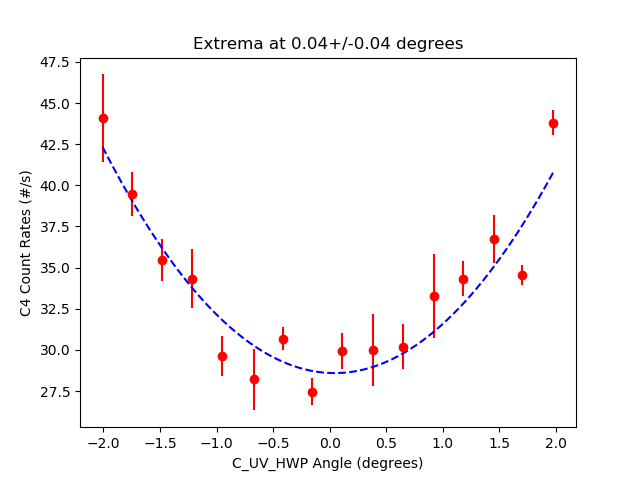 Extrema at 0.04+/-0.04 degrees
47.5
45.0
42.5
40.0
37.5
35.0
32.5
30.0
27.5
C4 Count Rates (#/s)
−2.0 −1.5 −1.0 −0.5 0.0 0.5 1.0 1.5 2.0
C_UV_HWP Angle (degrees)